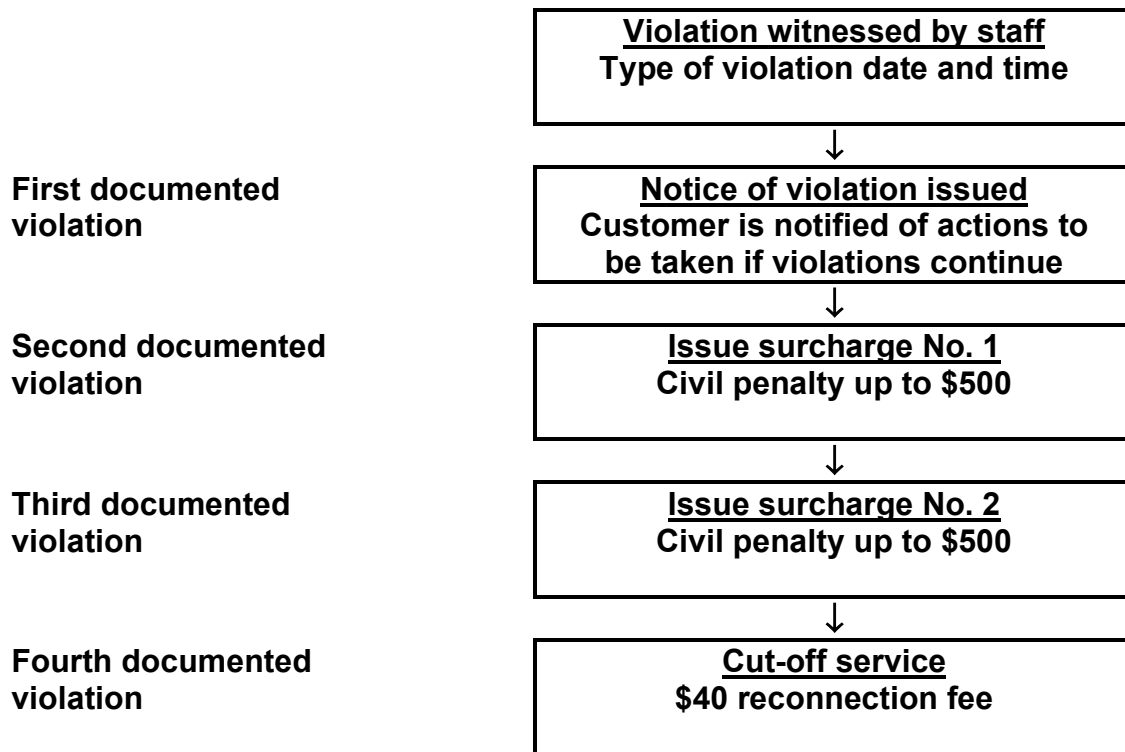 Violation witnessed by staff
Type of violation date and time
↓
First documented
violation
Notice of violation issued
Customer is notified of actions to
be taken if violations continue
↓
Second documented
violation
Issue surcharge No. 1
Civil penalty up to $500
↓
Third documented
violation
Issue surcharge No. 2
Civil penalty up to $500
↓
Fourth documented
violation
Cut-off service
$40 reconnection fee